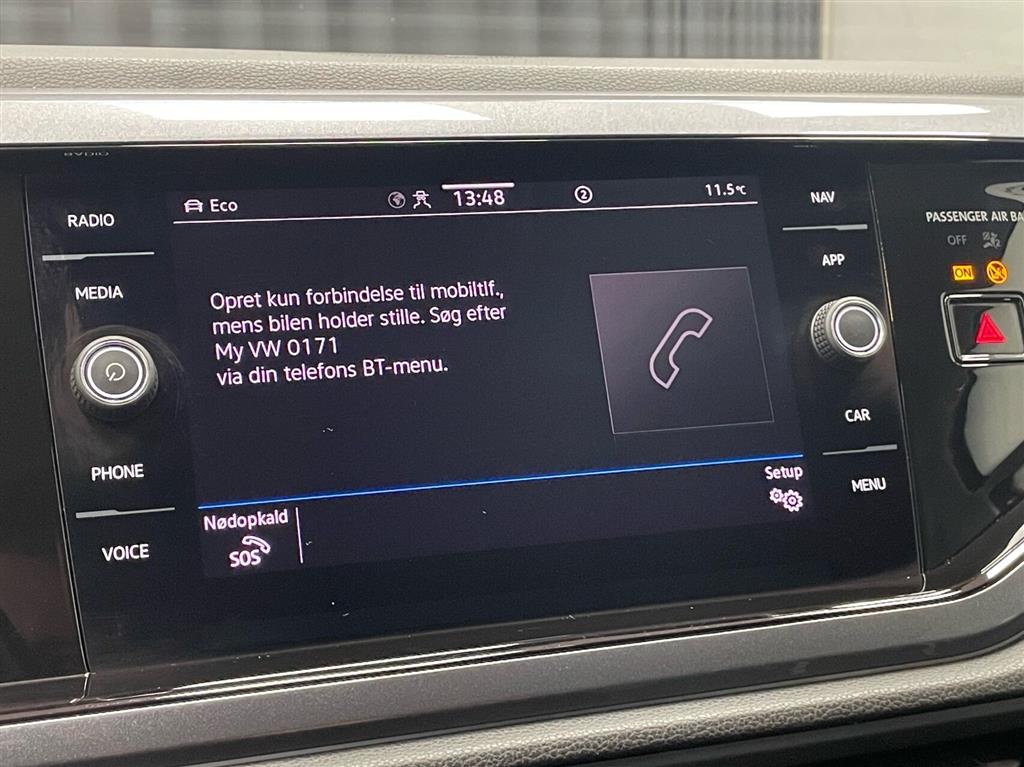 RADIO
Eco
13:48
2
11.5°C
NAV
RADIO
APP
PASSENGER AIR BA
OFF
ON
MEDIA
Opret kun forbindelse til mobiltlf.,
mens bilen holder stille. Søg efter
My VW 0171
via din telefons BT-menu.
CAR
PHONE
Setup
MENU
Nødopkald
SOS
VOICE